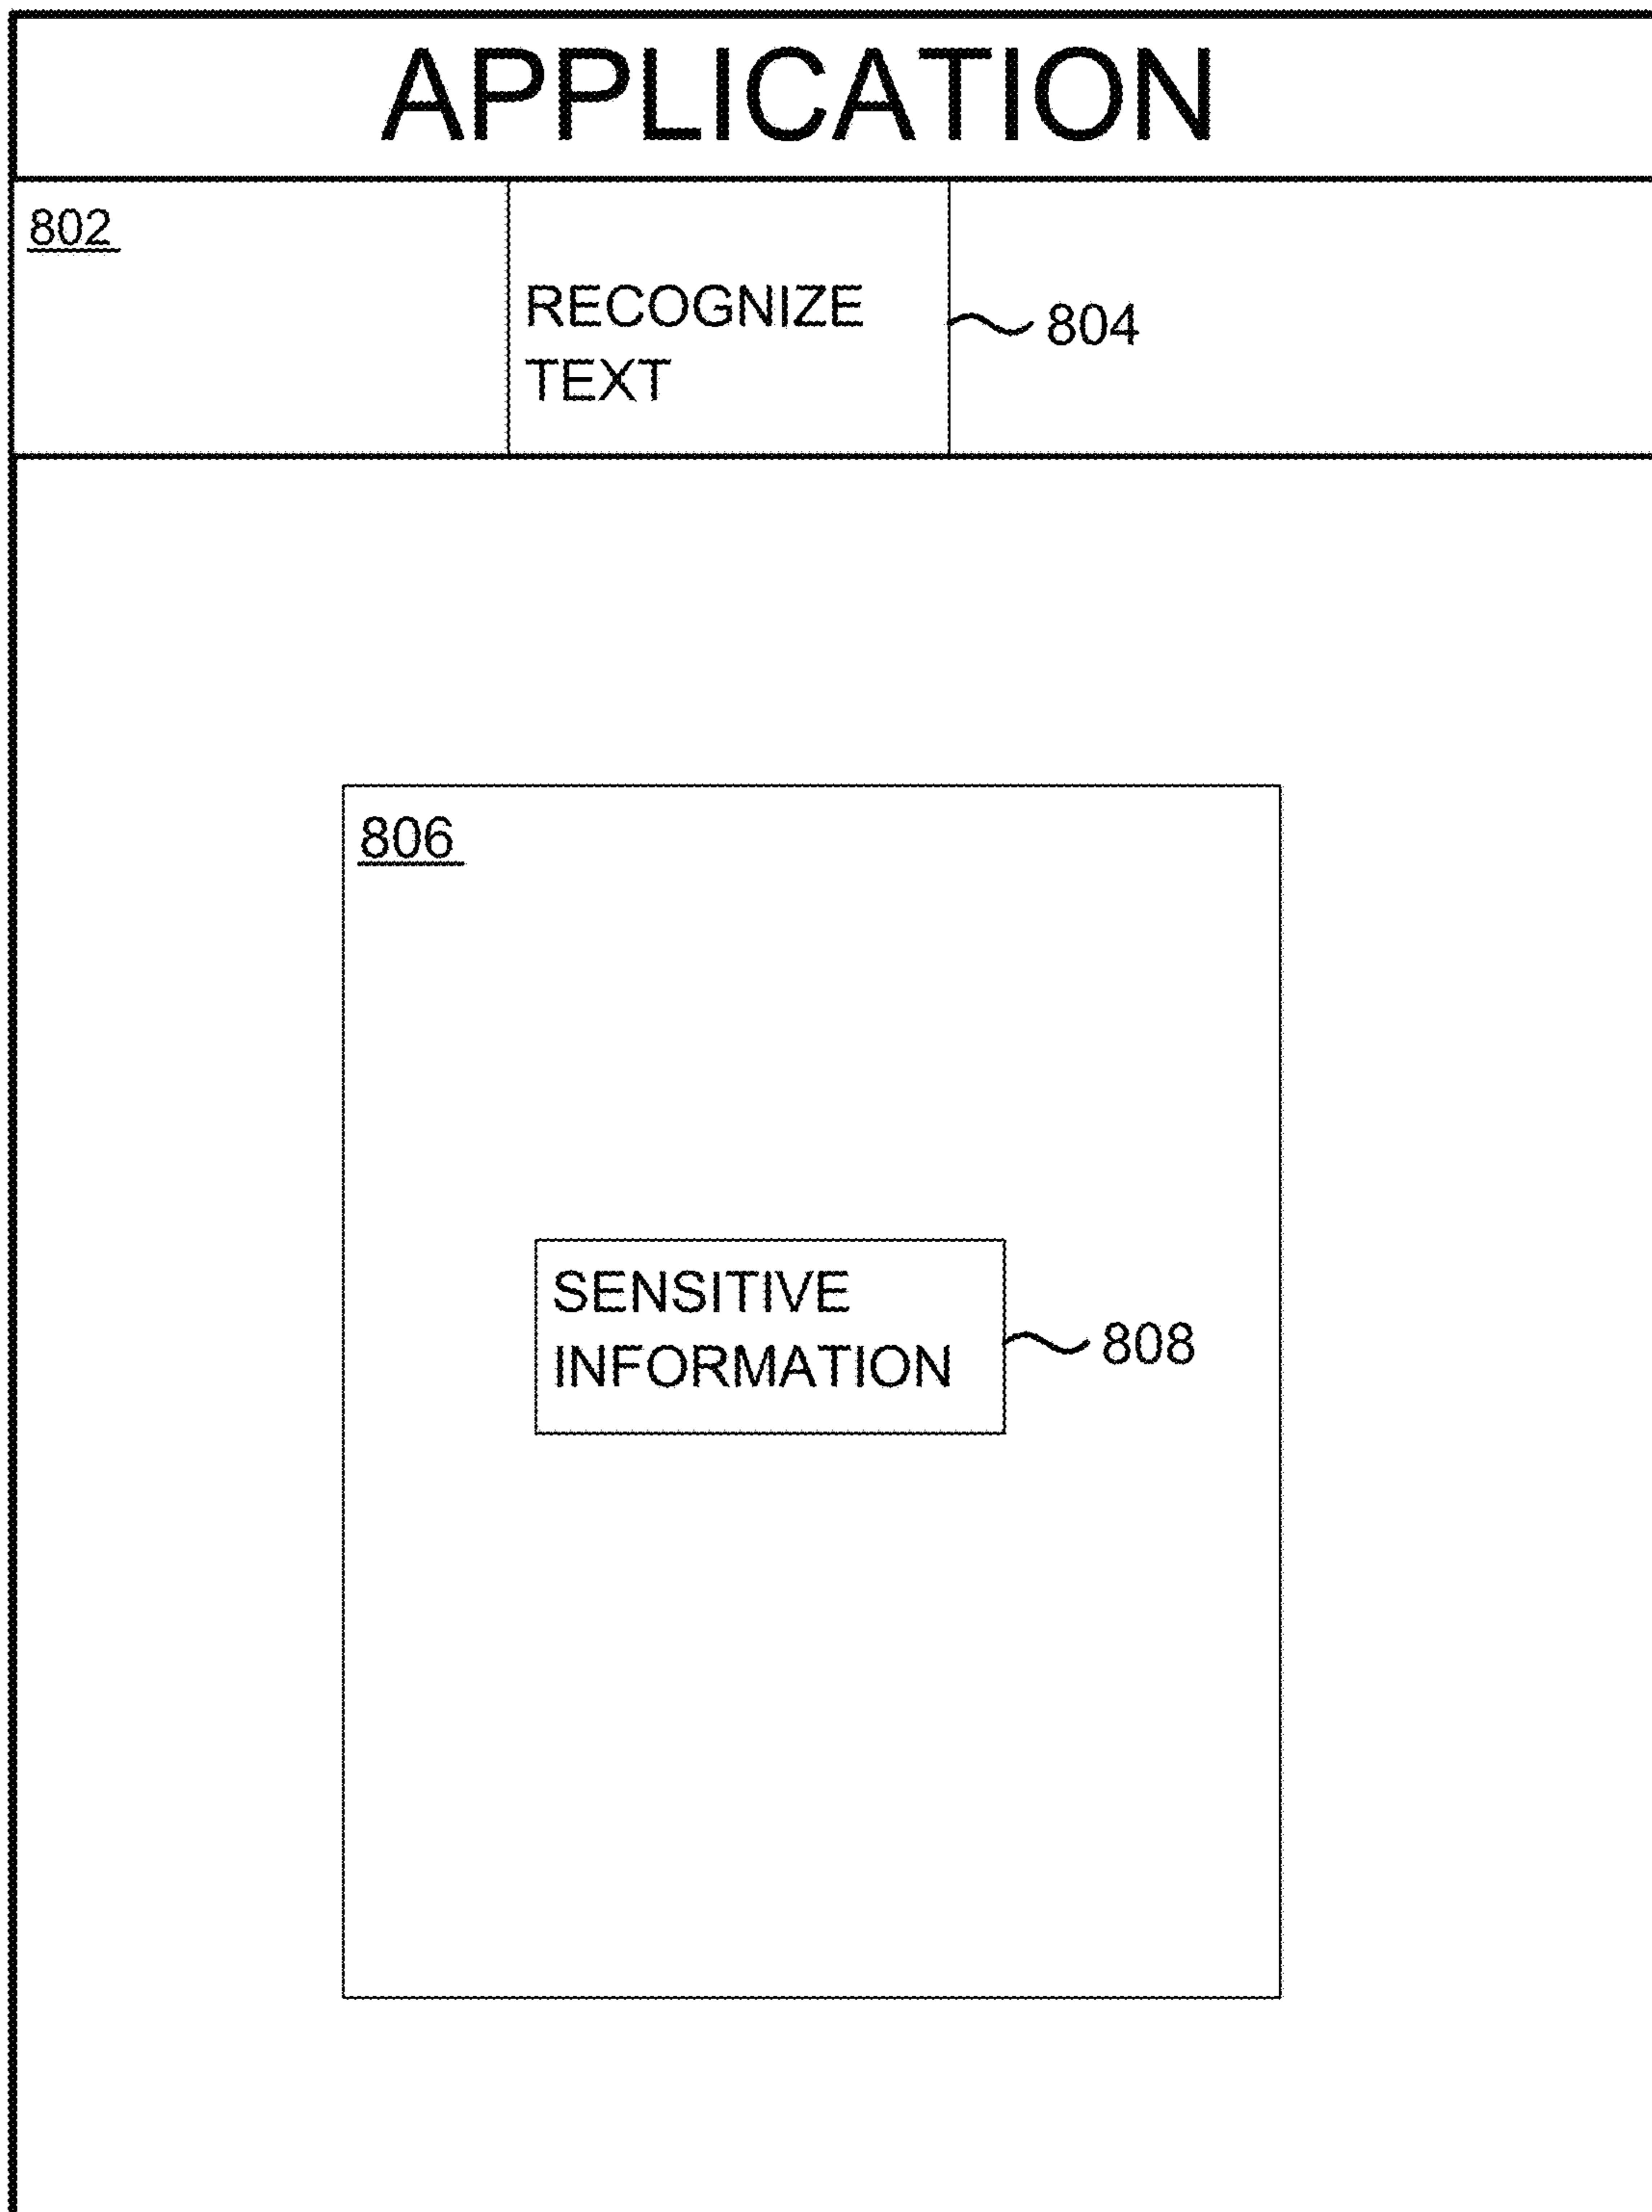 APPLICATION
802
RECOGNIZE
TEXT
804
806
SENSITIVE
INFORMATION
808